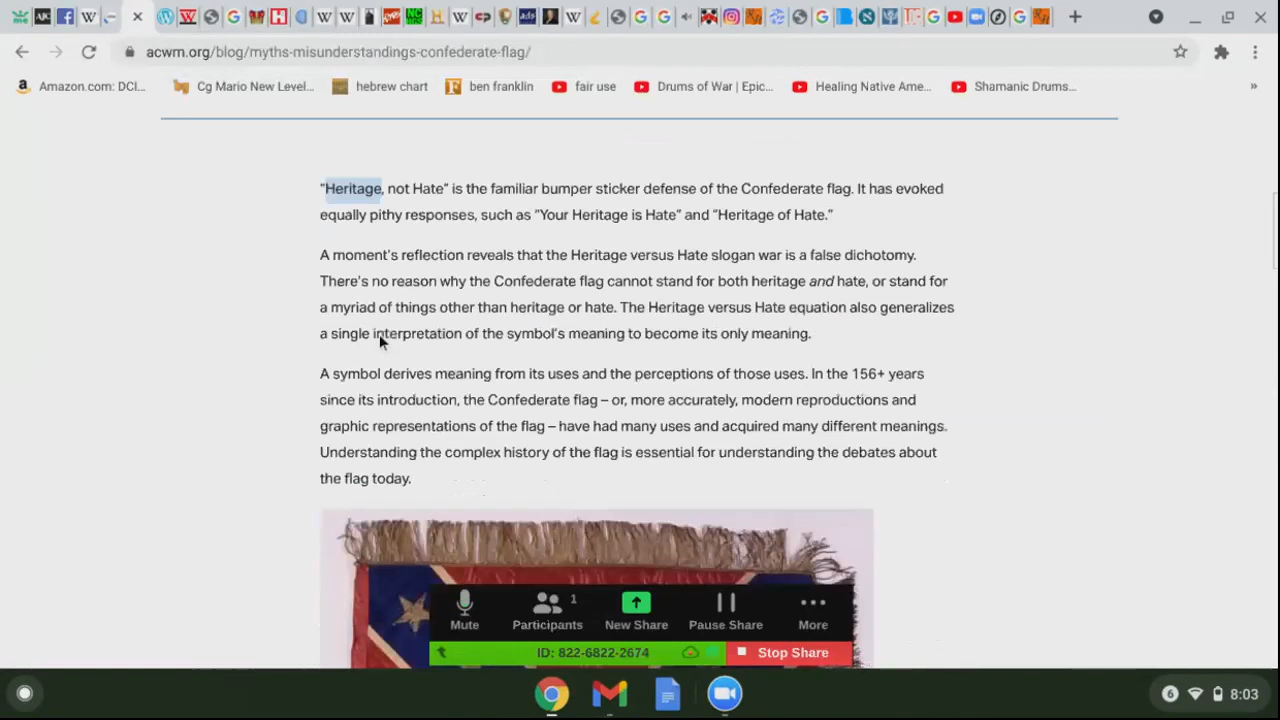 acwm.org/blog/myths-misunderstandings-confederate-flag/
Amazon.com: DCI... Cg Mario New Level... hebrew chart ben franklin fair use Drums of War | Epic... Healing Native Ame... Shamanic Drums... »
“Heritage, not Hate” is the familiar bumper sticker defense of the Confederate flag. It has evoked
equally pithy responses, such as “Your Heritage is Hate” and “Heritage of Hate.”
A moment’s reflection reveals that the Heritage versus Hate slogan war is a false dichotomy.
There’s no reason why the Confederate flag cannot stand for both heritage and hate, or stand for
a myriad of things other than heritage or hate. The Heritage versus Hate equation also generalizes
a single interpretation of the symbol’s meaning to become its only meaning.
A symbol derives meaning from its uses and the perceptions of those uses. In the 156+ years
since its introduction, the Confederate flag – or, more accurately, modern reproductions and
graphic representations of the flag – have had many uses and acquired many different meanings.
Understanding the complex history of the flag is essential for understanding the debates about
the flag today.
1
Mute Participants New Share Pause Share More
ID: 822-6822-2674 Stop Share
6 8:03